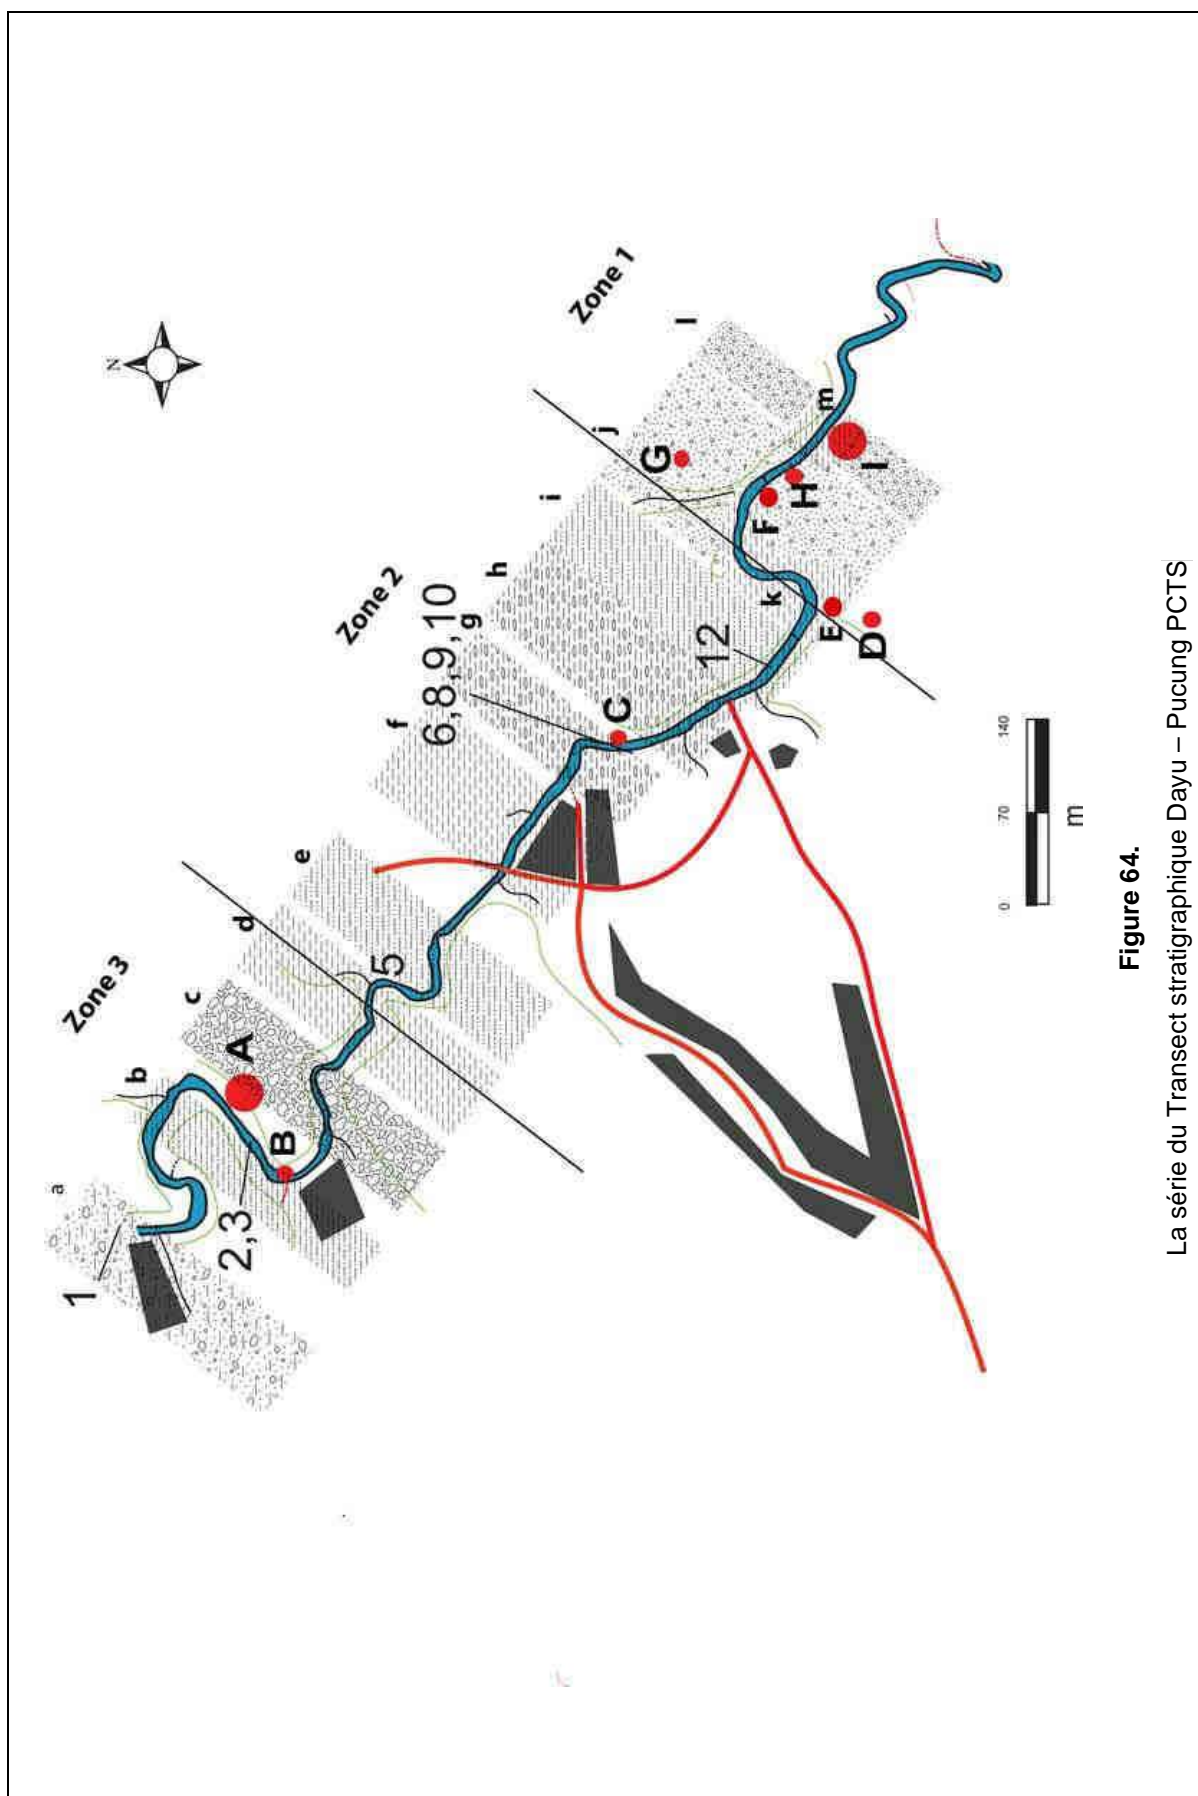 N
Zone 3
Zone 2
Zone 1
a
b
c
d
e
f
g
h
i
j
k
l
m
1
2,3
5
6,8,9,10
12
A
B
C
D
E
F
G
H
I
0 70 140
m
Figure 64.
La série du Transect stratigraphique Dayu – Pucung PCTS